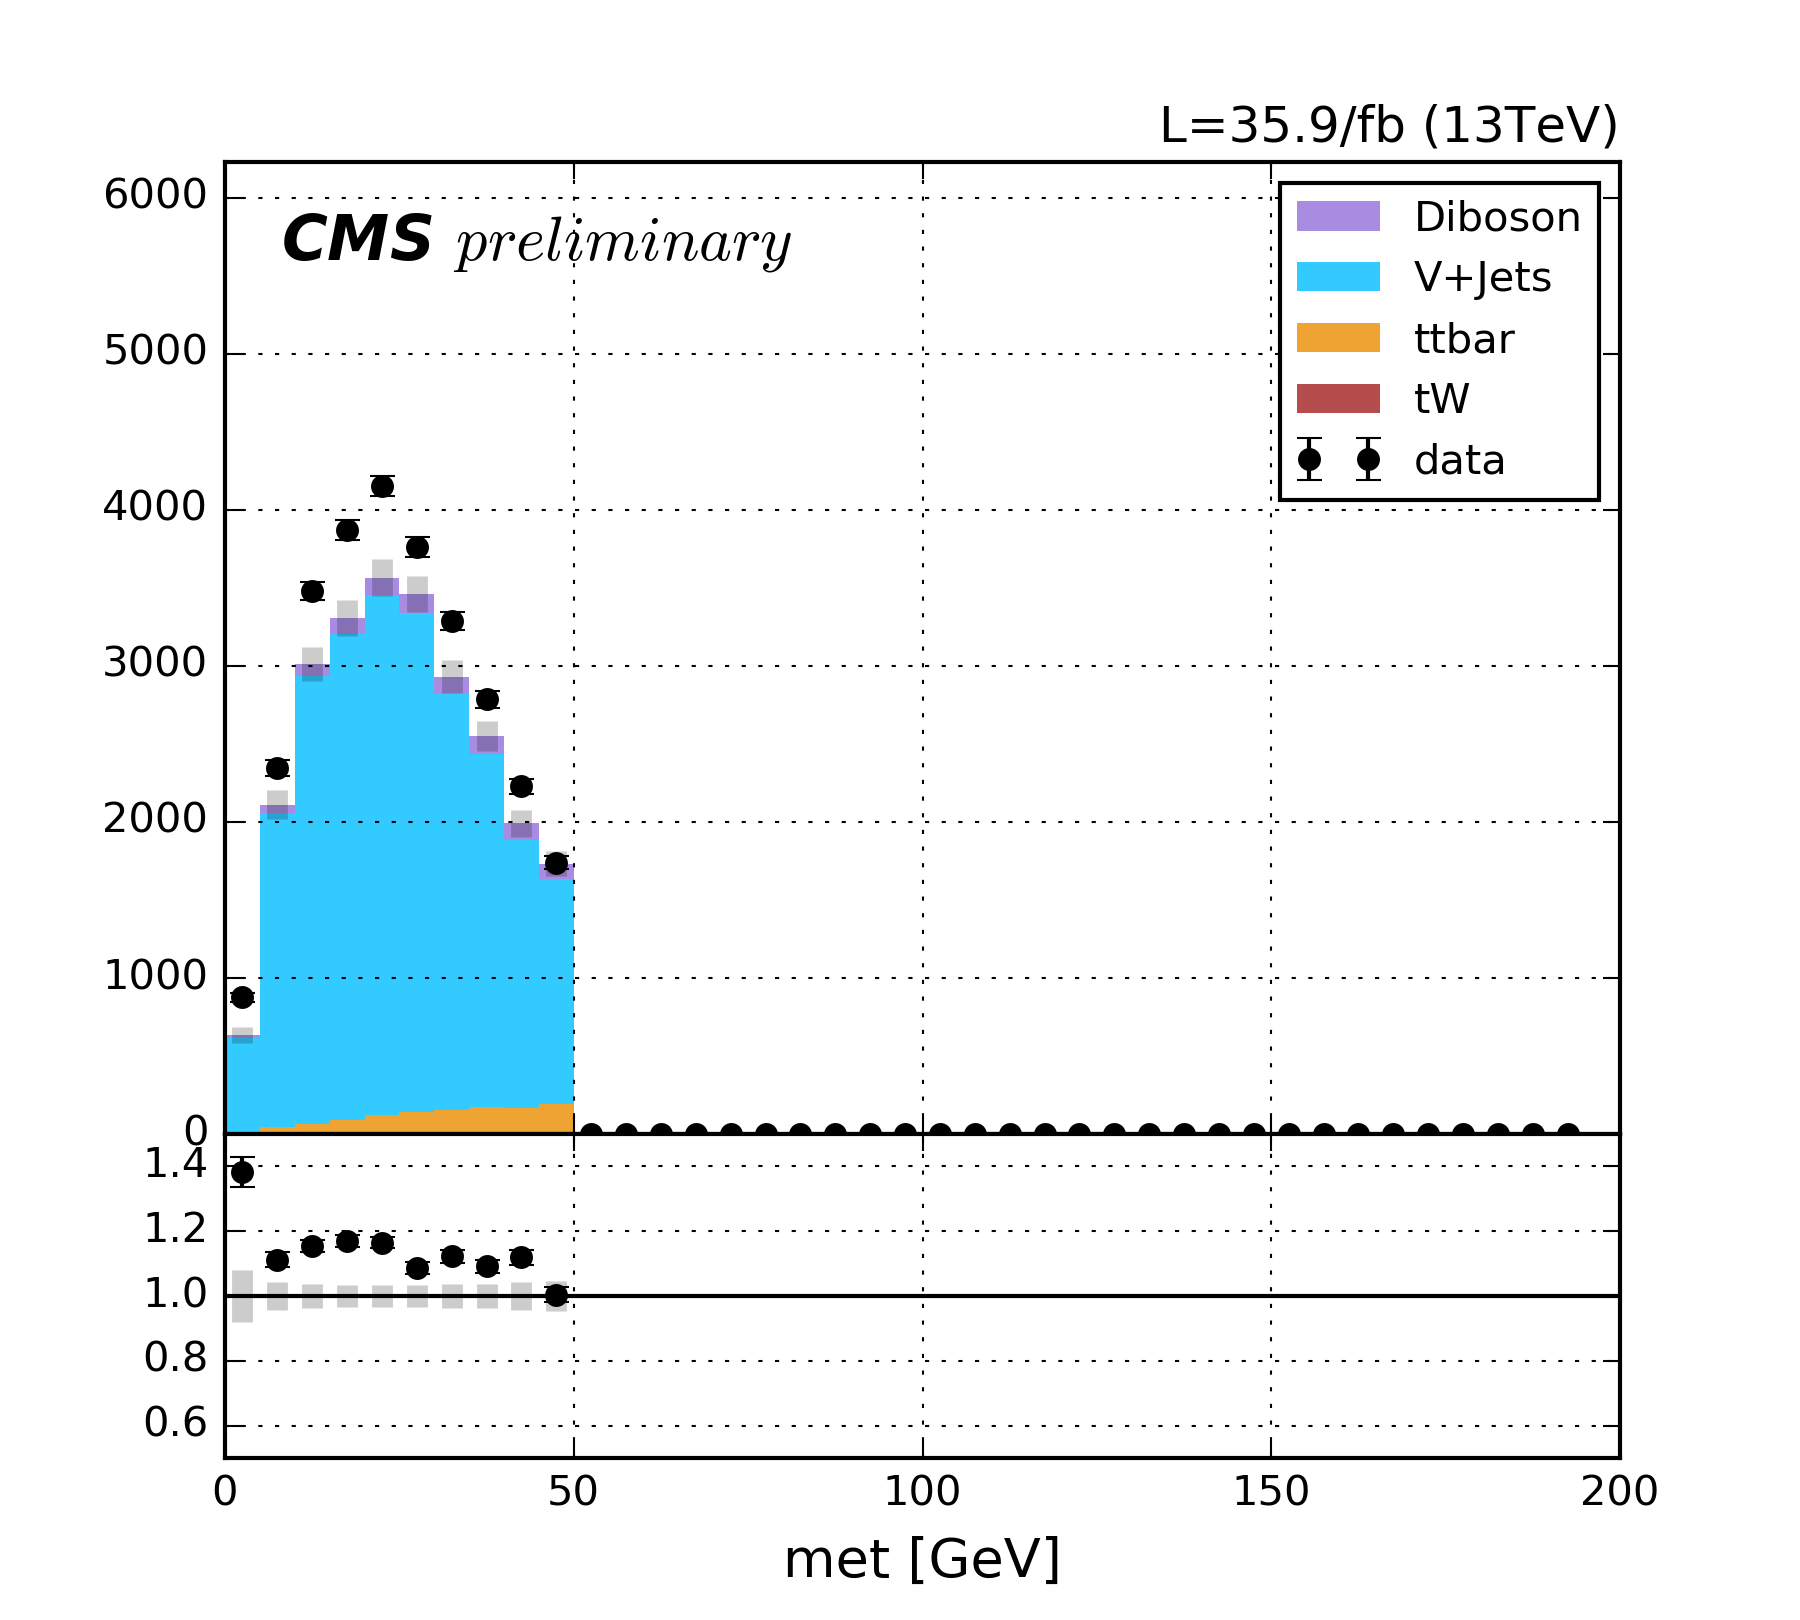 L=35.9/fb (13TeV)
CMS preliminary
Diboson
V+Jets
ttbar
tW
data
6000
5000
4000
3000
2000
1000
0
1.4
1.2
1.0
0.8
0.6
0 50 100 150 200
met [GeV]